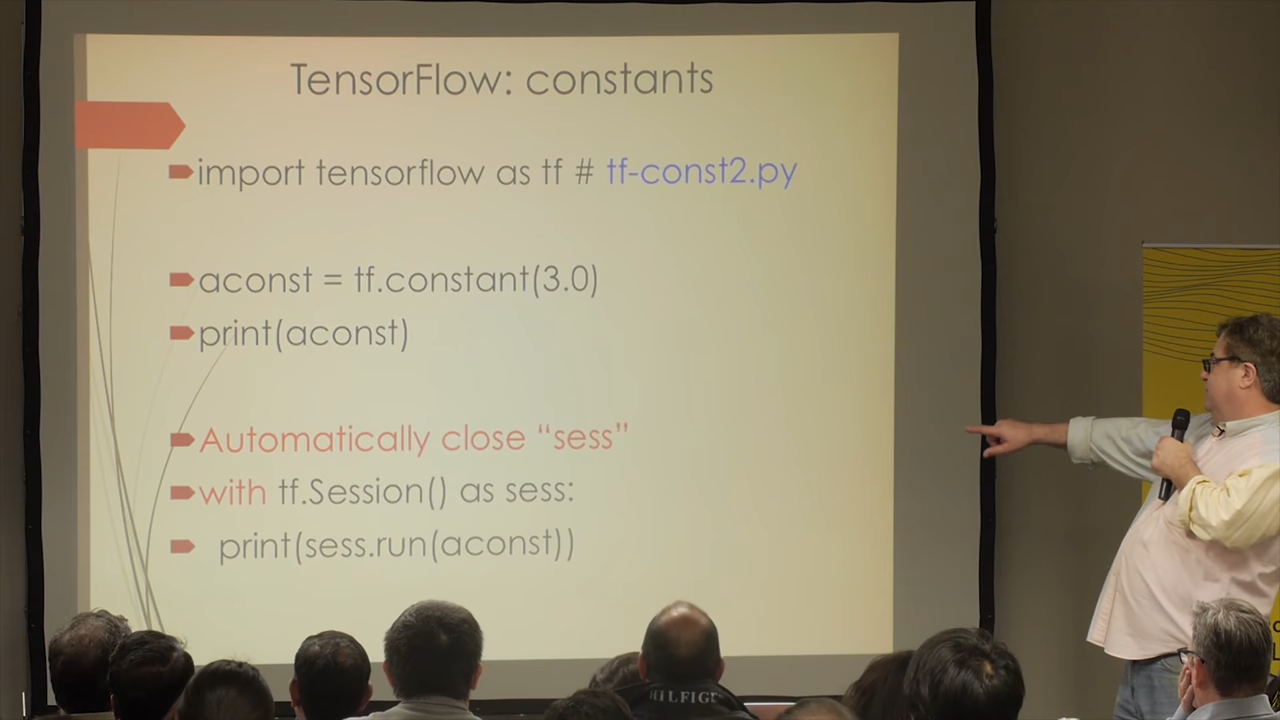 TensorFlow: constants
import tensorflow as tf # tf-const2.py
aconst = tf.constant(3.0)
print(aconst)
Automatically close “sess”
with tf.Session() as sess:
print(sess.run(aconst))
HILFIGE